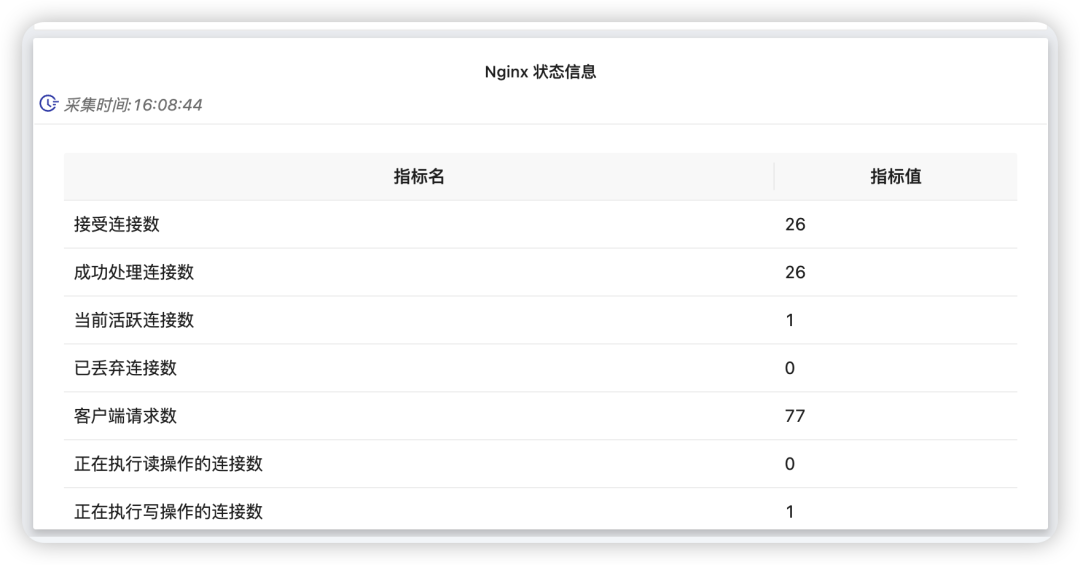 Nginx 状态信息
采集时间:16:08:44
指标名 指标值
接受连接数 26
成功处理连接数 26
当前活跃连接数 1
已丢弃连接数 0
客户端请求数 77
正在执行读操作的连接数 0
正在执行写操作的连接数 1